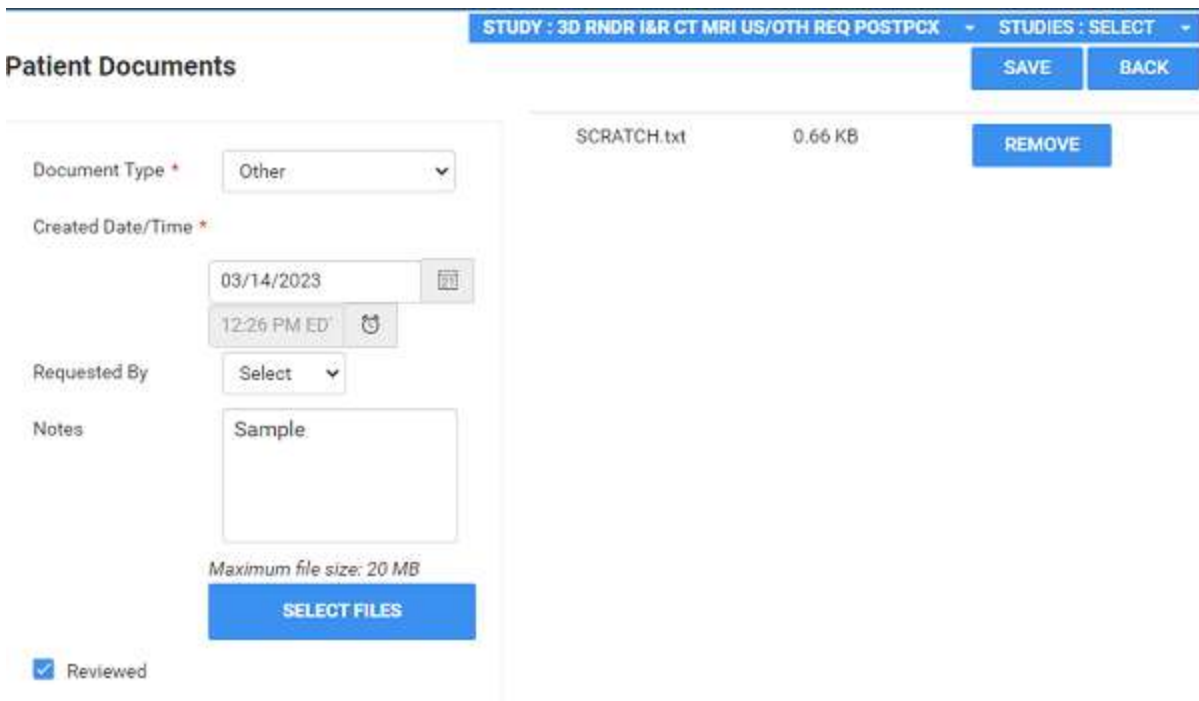 STUDY : 3D RNDR I&R CT MRI US/OTH REQ POSTPCX STUDIES : SELECT
Patient Documents
SAVE BACK
SCRATCH.txt 0.66 KB REMOVE
Document Type * Other
Created Date/Time *
03/14/2023
12:26 PM ED
Requested By Select
Notes Sample
Maximum file size: 20 MB
SELECT FILES
Reviewed